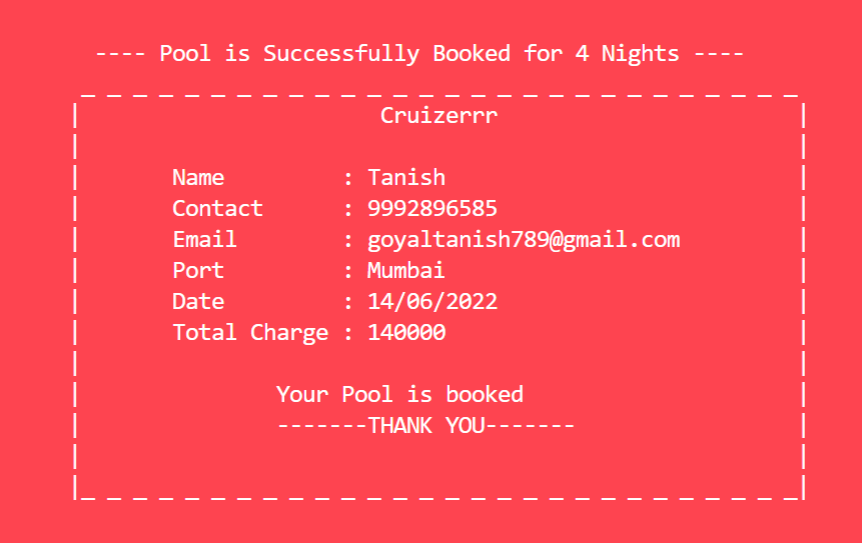 ---- Pool is Successfully Booked for 4 Nights ----
_ _ _ _ _ _ _ _ _ _ _ _ _ _ _ _ _ _ _ _ _ _ _ _ _ _ _ _
| Cruizerrr |
| |
| Name : Tanish |
| Contact : 9992896585 |
| Email : goyaltanish789@gmail.com |
| Port : Mumbai |
| Date : 14/06/2022 |
| Total Charge : 140000 |
| |
| Your Pool is booked |
| -------THANK YOU------- |
| |
|_ _ _ _ _ _ _ _ _ _ _ _ _ _ _ _ _ _ _ _ _ _ _ _ _ _ _ _|